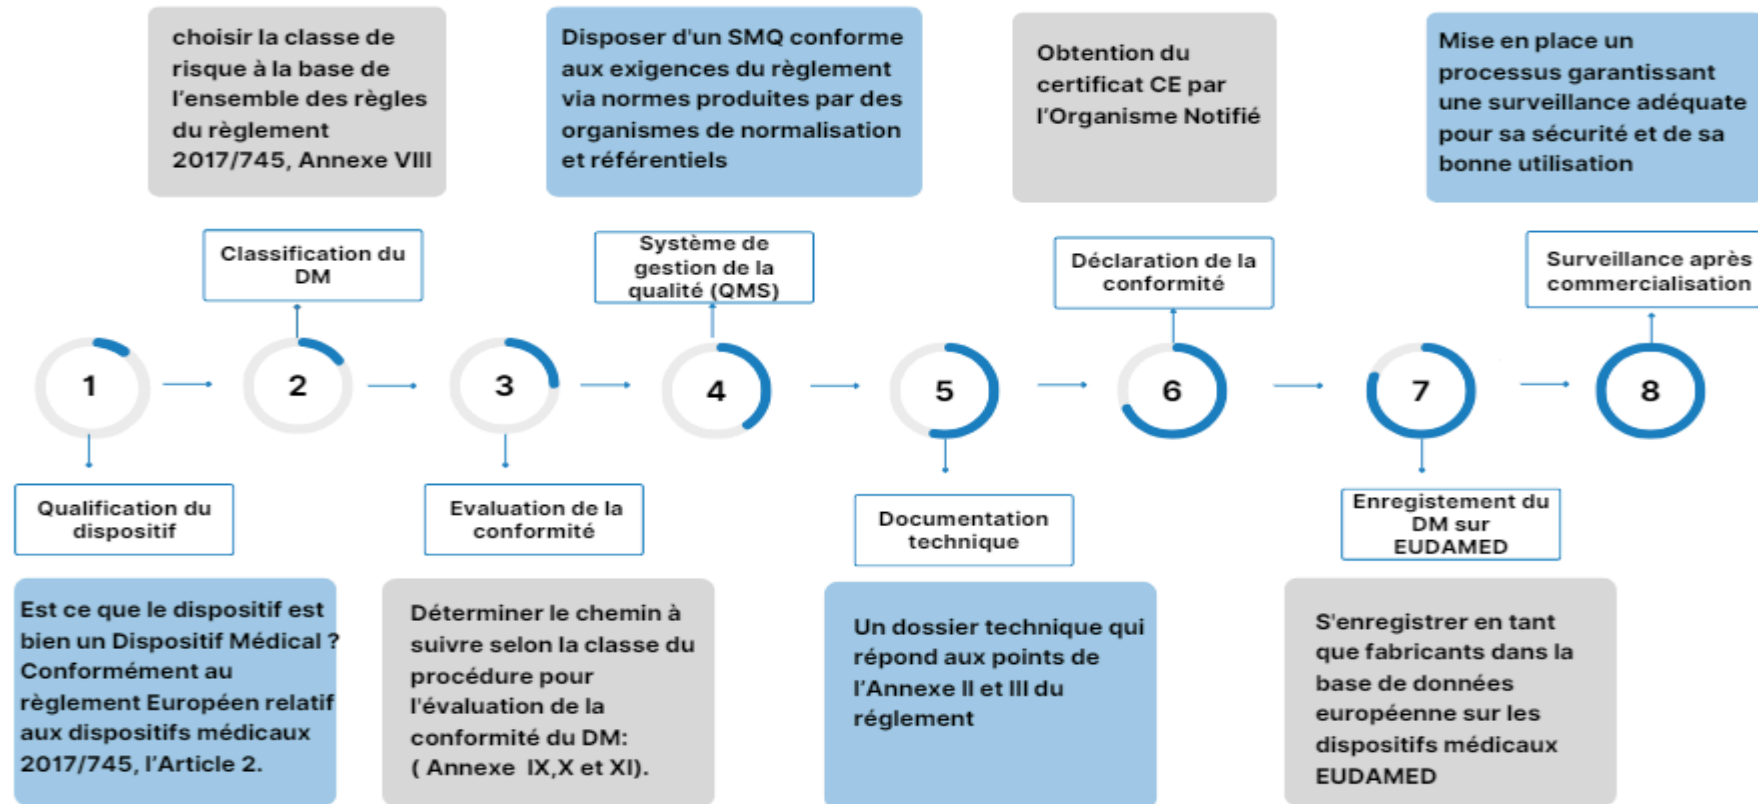 choisir la classe de
risque à la base de
l'ensemble des règles
du règlement
2017/745, Annexe VIII
Disposer d'un SMQ conforme
aux exigences du règlement
via normes produites par des
organismes de normalisation
et référentiels
Obtention du
certificat CE par
l'Organisme Notifié
Mise en place un
processus garantissant
une surveillance adéquate
pour sa sécurité et de sa
bonne utilisation
Classification du
DM
Système de
gestion de la
qualité (QMS)
Déclaration de la
conformité
Surveillance après
commercialisation
1
2
3
4
5
6
7
8
Qualification du
dispositif
Evaluation de la
conformité
Documentation
technique
Enregistement du
DM sur
EUDAMED
Est ce que le dispositif est
bien un Dispositif Médical ?
Conformément au
règlement Européen relatif
aux dispositifs médicaux
2017/745, l'Article 2.
Déterminer le chemin à
suivre selon la classe du
procédure pour
l'évaluation de la
conformité du DM:
( Annexe IX,X et XI).
Un dossier technique qui
répond aux points de
l'Annexe II et III du
réglement
S'enregistrer en tant
que fabricants dans la
base de données
européenne sur les
dispositifs médicaux
EUDAMED